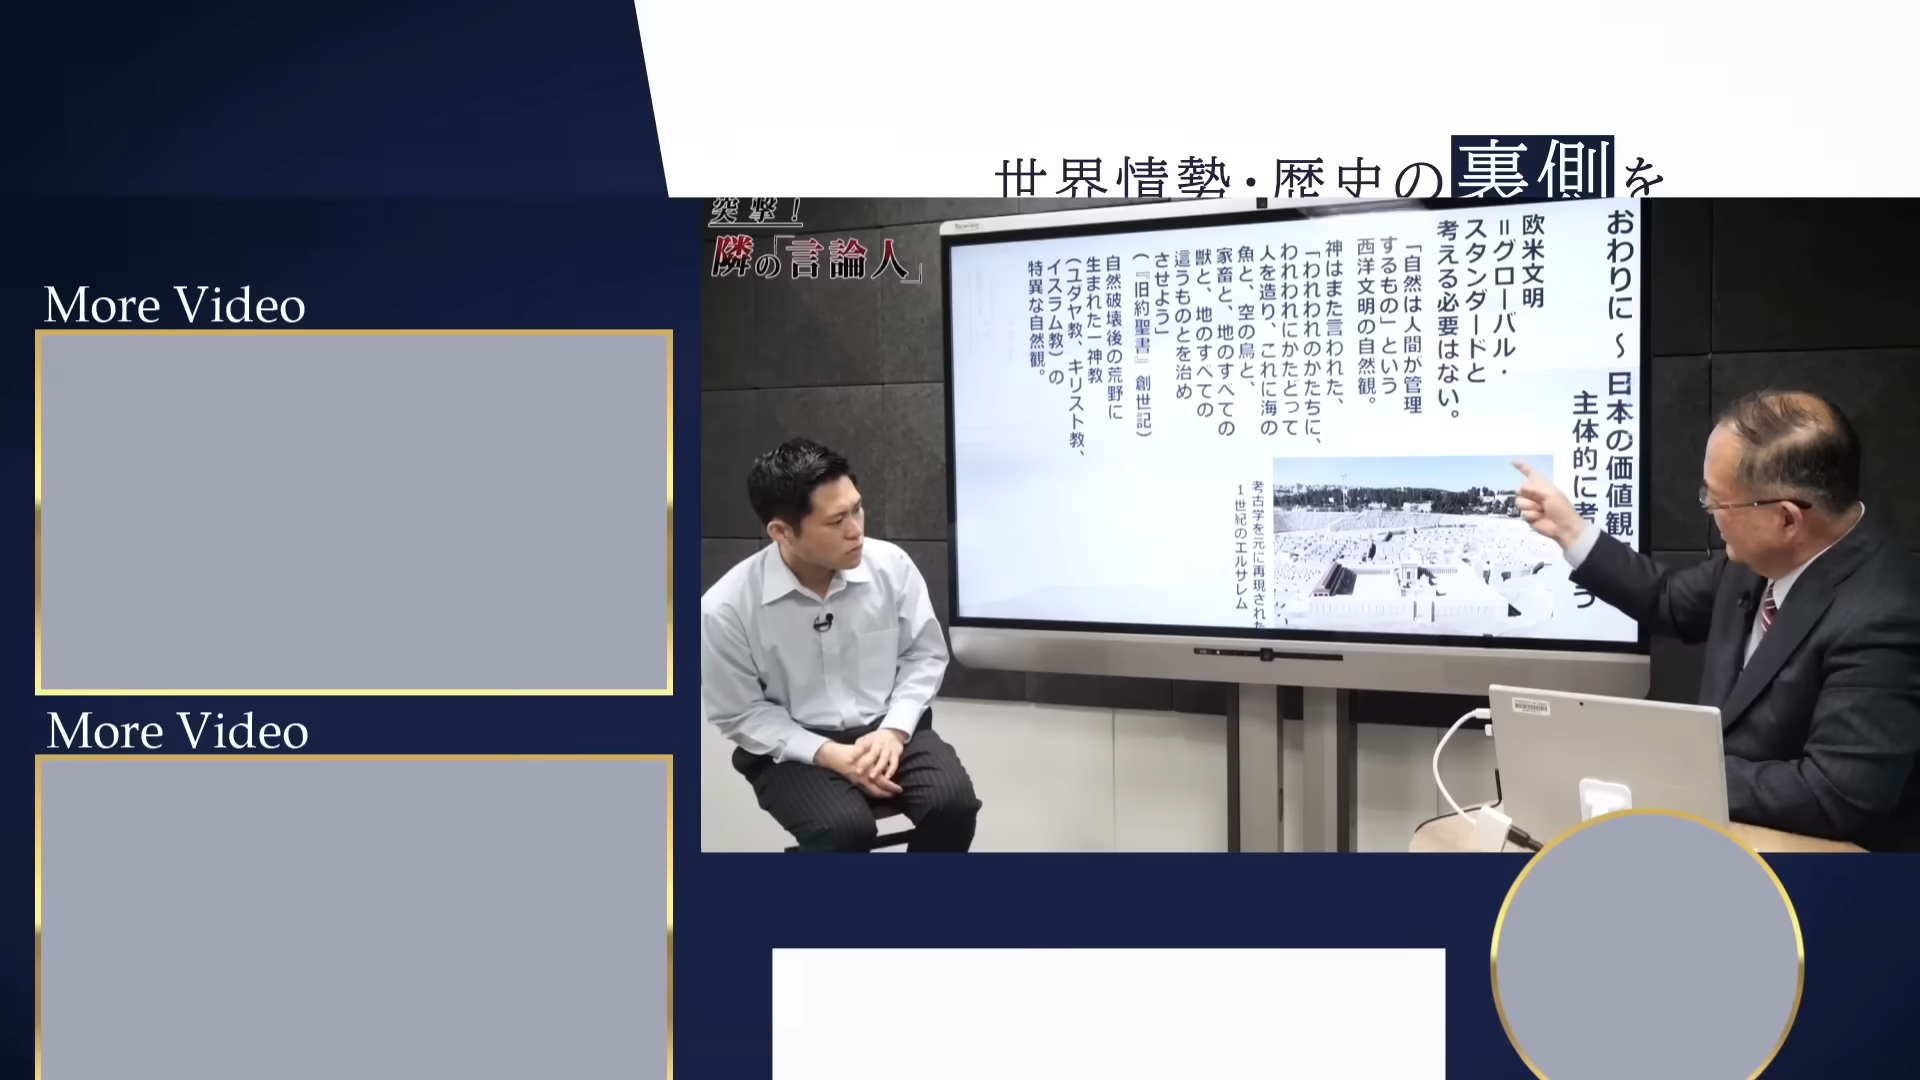 世界情勢・歴史の裏側を
突撃！
隣の「言論人」
More Video
More Video
おわりに ～ 日本の価値観
主体的に考
う
欧米文明
＝グローバル・
スタンダードと
考える必要はない。
「自然は人間が管理
するもの」という
西洋文明の自然観。
神はまた言われた、
「われわれのかたちに、
われわれにかたどって
人を造り、これに海の
魚と、空の鳥と、
家畜と、地のすべての
獣と、地のすべての
這うものとを治め
させよう」
（『旧約聖書』 創世記）
自然破壊後の荒野に
生まれた一神教
（ユダヤ教、キリスト教、
イスラム教）の
特異な自然観。
考古学を元に再現された
１世紀のエルサレム